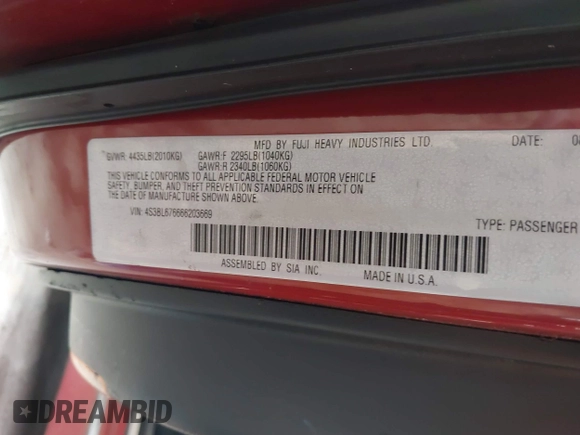 MFD BY FUJI HEAVY INDUSTRIES LTD. DATE
GVWR: 4435LB(2010KG) GAWR:F 2295LB(1040KG)
GAWR:R 2340LB(1060KG)
THIS VEHICLE CONFORMS TO ALL APPLICABLE FEDERAL MOTOR VEHICLE
SAFETY, BUMPER, AND THEFT PREVENTION STANDARDS IN EFFECT ON
THE DATE OF MANUFACTURE SHOWN ABOVE.
VIN: 4S3BL676666203669
TYPE: PASSENGER
ASSEMBLED BY SIA INC.
MADE IN U.S.A.
DREAMBID